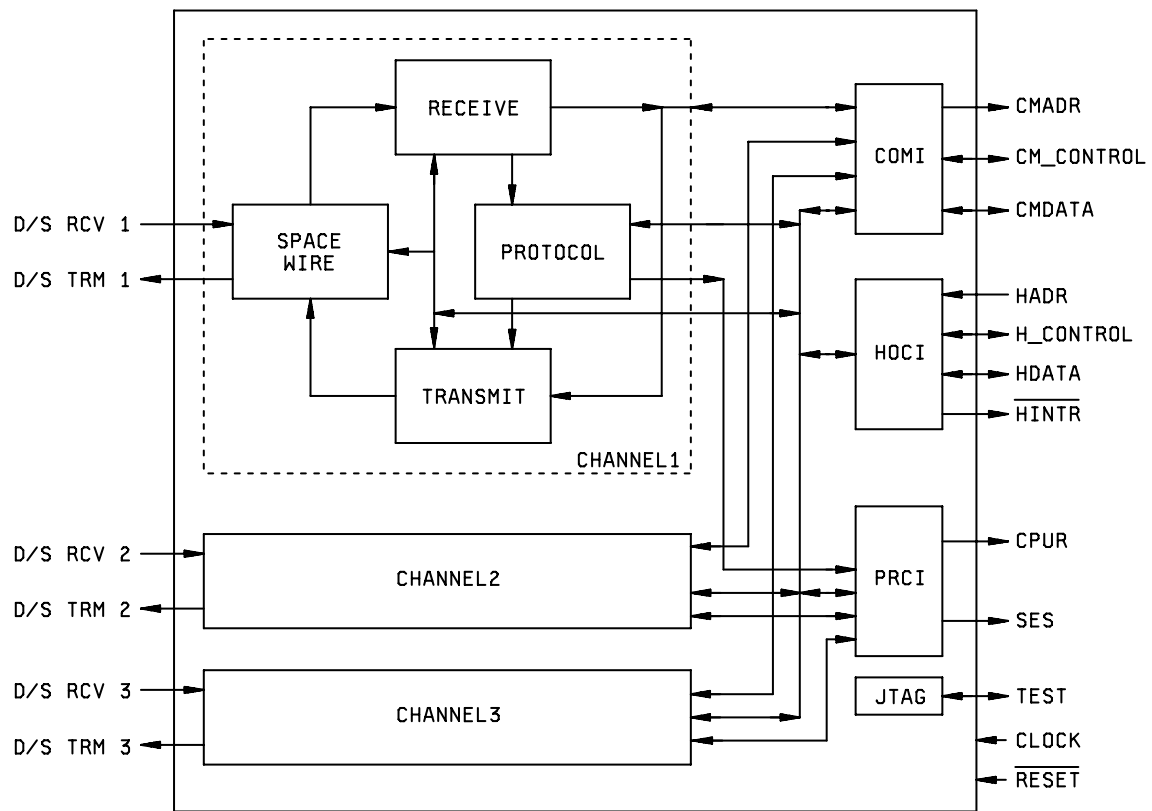 RECEIVE
CMADR
COMI
CM_CONTROL
D/S RCV 1
SPACE
WIRE
PROTOCOL
CMDATA
D/S TRM 1
HADR
H_CONTROL
HOCI
HDATA
TRANSMIT
HINTR
CHANNEL1
D/S RCV 2
CHANNEL2
CPUR
PRCI
D/S TRM 2
SES
D/S RCV 3
CHANNEL3
JTAG
TEST
D/S TRM 3
CLOCK
RESET